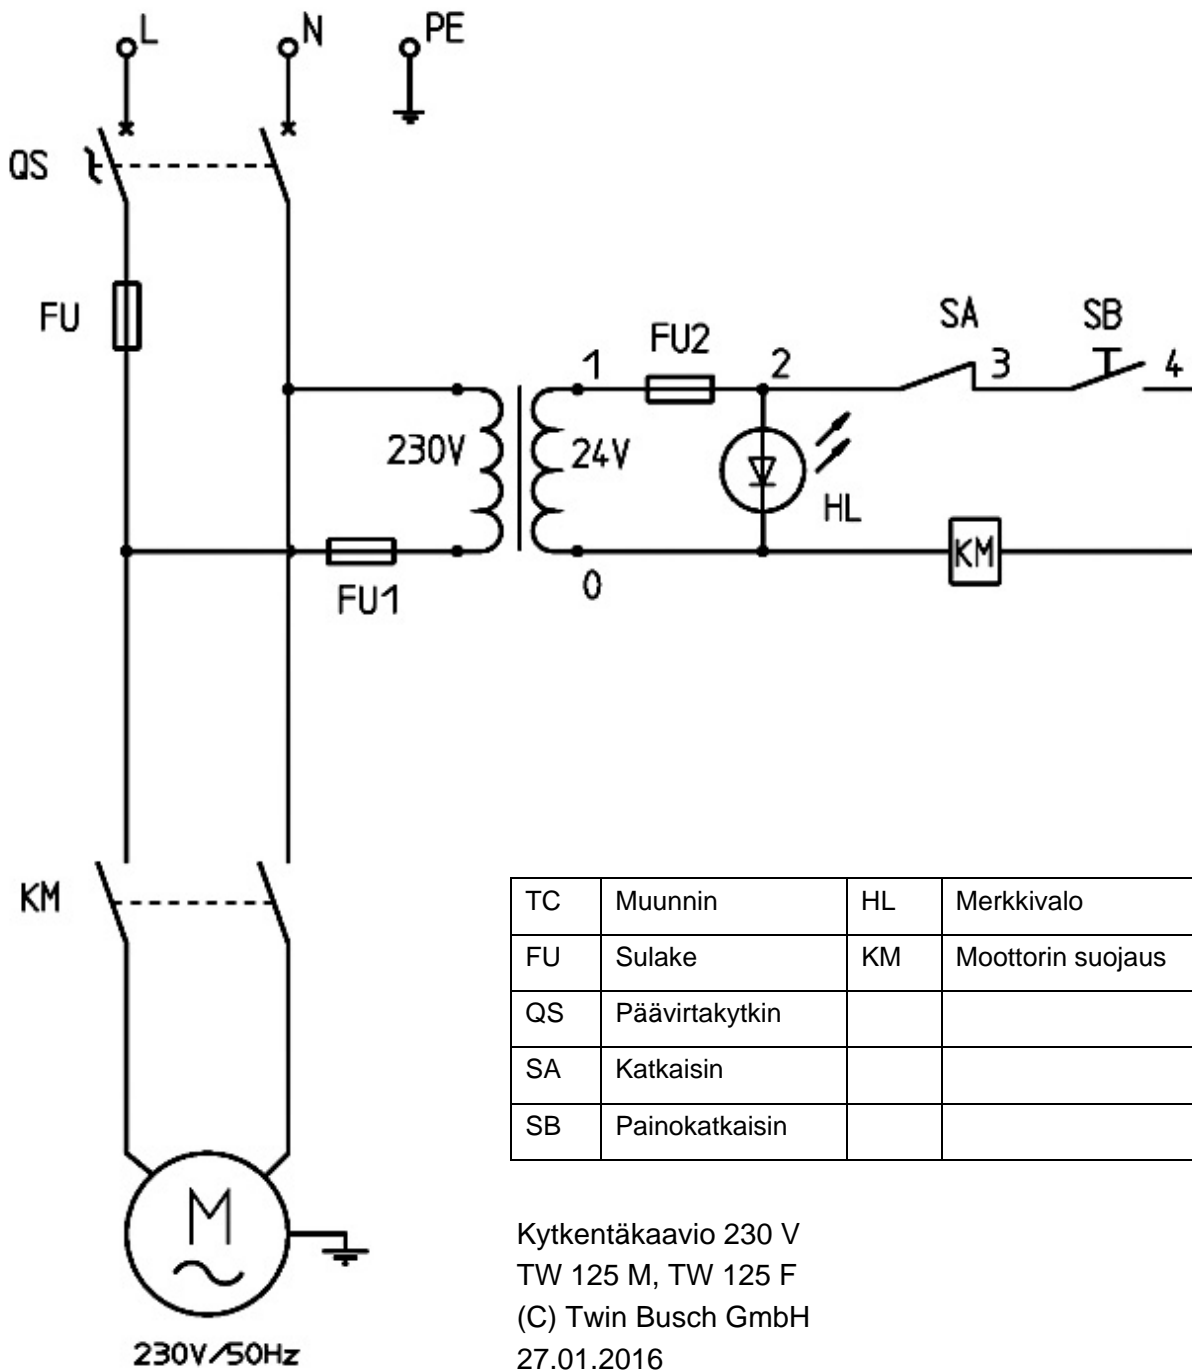 L N PE
QS
FU
SA SB
FU2
1 2 3 4
230V 24V
HL
KM
FU1
0
KM
TC Muunnin HL Merkkivalo
FU Sulake KM Moottorin suojaus
QS Päävirtakytkin
SA Katkaisin
SB Painokatkaisin
M
Kytkentäkaavio 230 V
TW 125 M, TW 125 F
(C) Twin Busch GmbH
27.01.2016
230V/50Hz